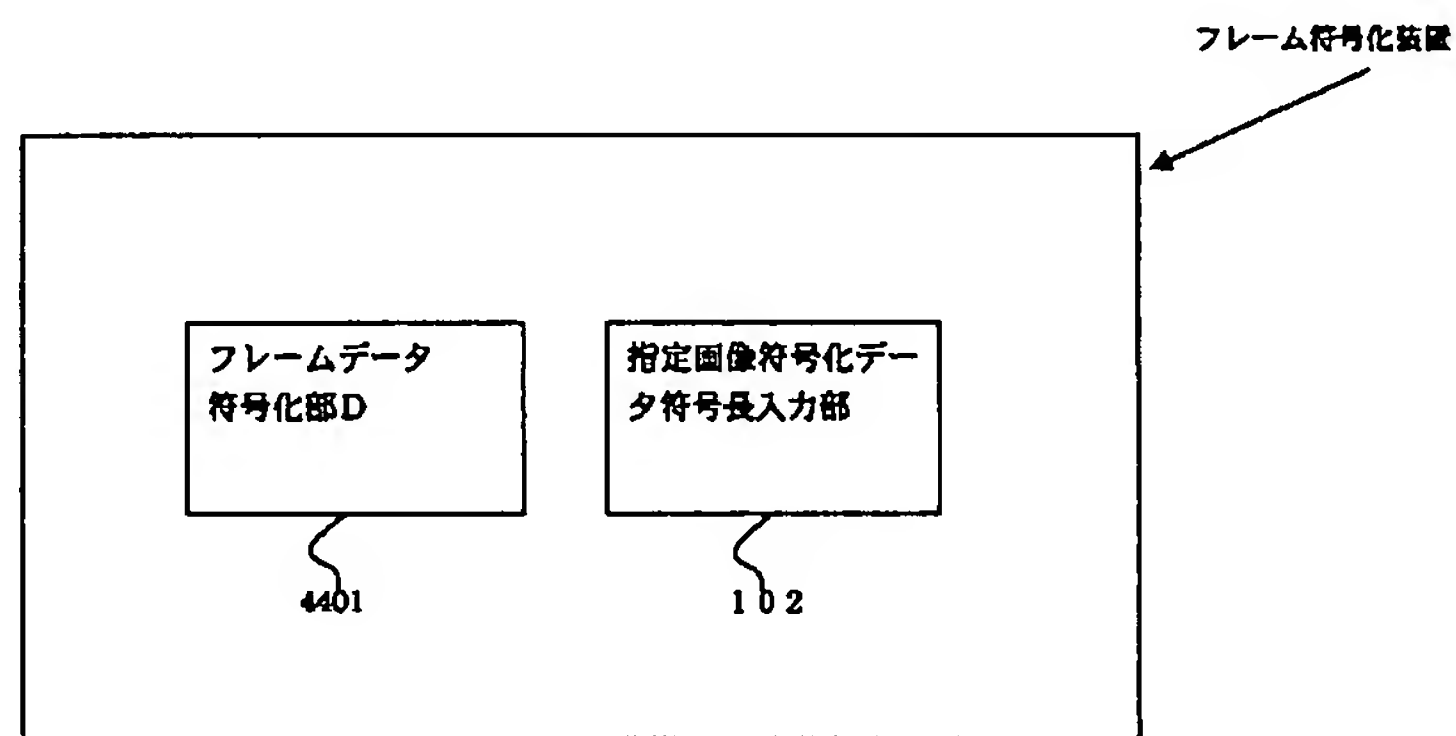 フレーム符号化装置
フレームデータ
符号化部D
指定画像符号化デー
タ符号長入力部
4401
102